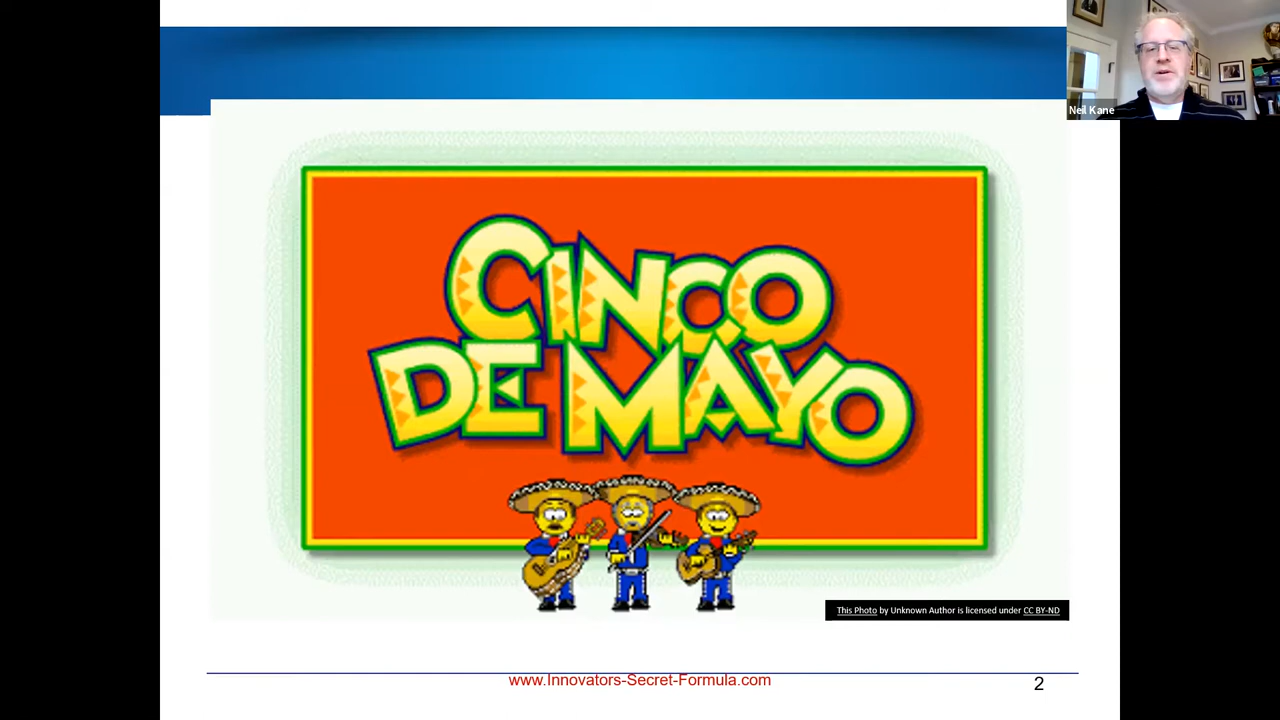 Neil Kane
CINCO
DE MAYO
This Photo by Unknown Author is licensed under CC BY-ND
www.Innovators-Secret-Formula.com
2